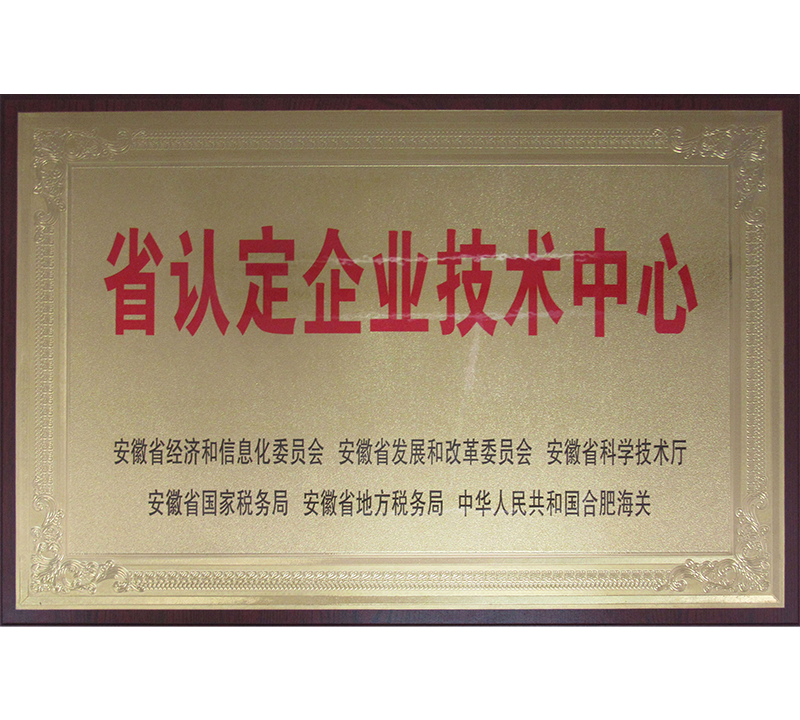 省认定企业技术中心
安徽省经济和信息化委员会 安徽省发展和改革委员会 安徽省科学技术厅
安徽省国家税务局 安徽省地方税务局 中华人民共和国合肥海关